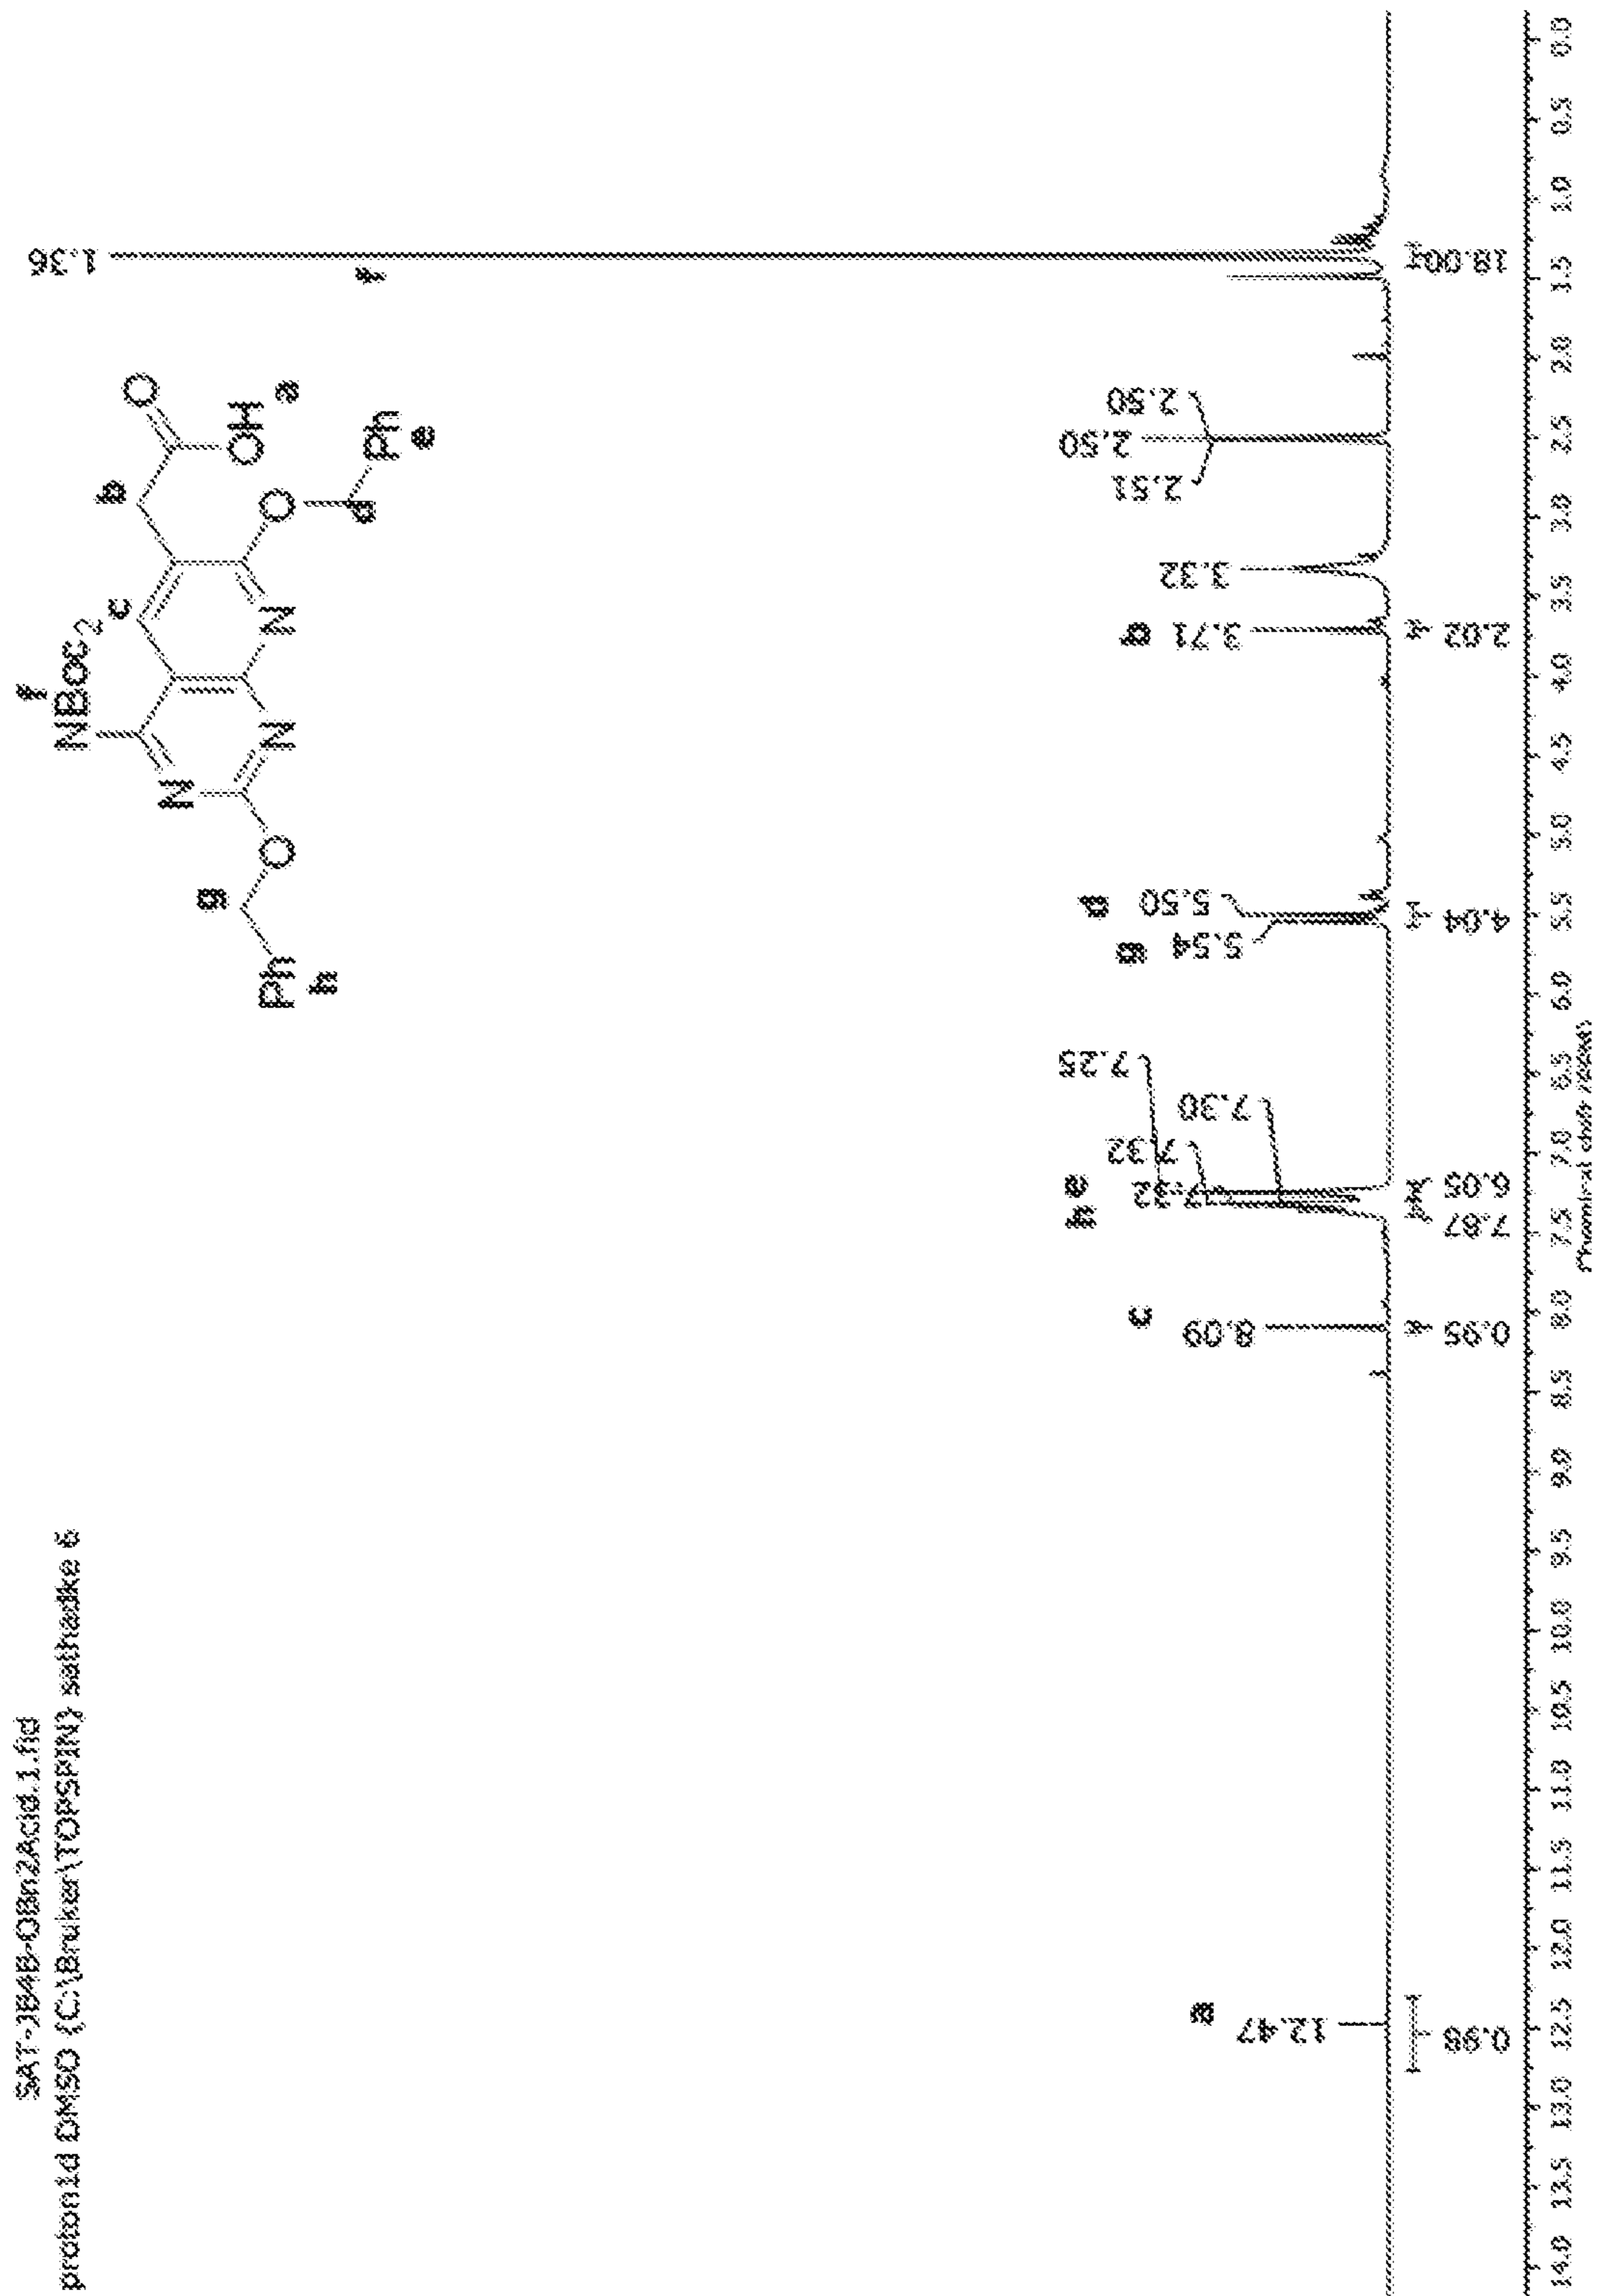 SAT-JB4B-OBn2Acid.1.fid
proton1d DMSO {C:\Bruker\TOPSPIN} sathadke 6
f
NBoc2
c
b
O
OH
a
N
N
N
O
O
g
d
Ph
h
Ph
e
1.36
f
a
12.47
c
8.09
h
e
7.32
7.32
7.30
7.25
g
5.54
d
5.50
b
3.71
3.32
2.51
2.50
2.50
0.98
0.95
7.87
6.05
4.04
2.02
18.00
14.0 13.5 13.0 12.5 12.0 11.5 11.0 10.5 10.0 9.5 9.0 8.5 8.0 7.5 7.0 6.5 6.0 5.5 5.0 4.5 4.0 3.5 3.0 2.5 2.0 1.5 1.0 0.5 0.0
Chemical shift (ppm)